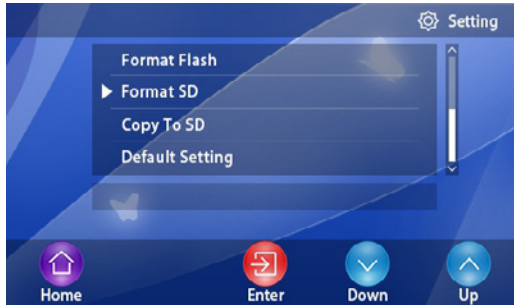 Setting
Format Flash
Format SD
Copy To SD
Default Setting
Home
Enter
Down
Up